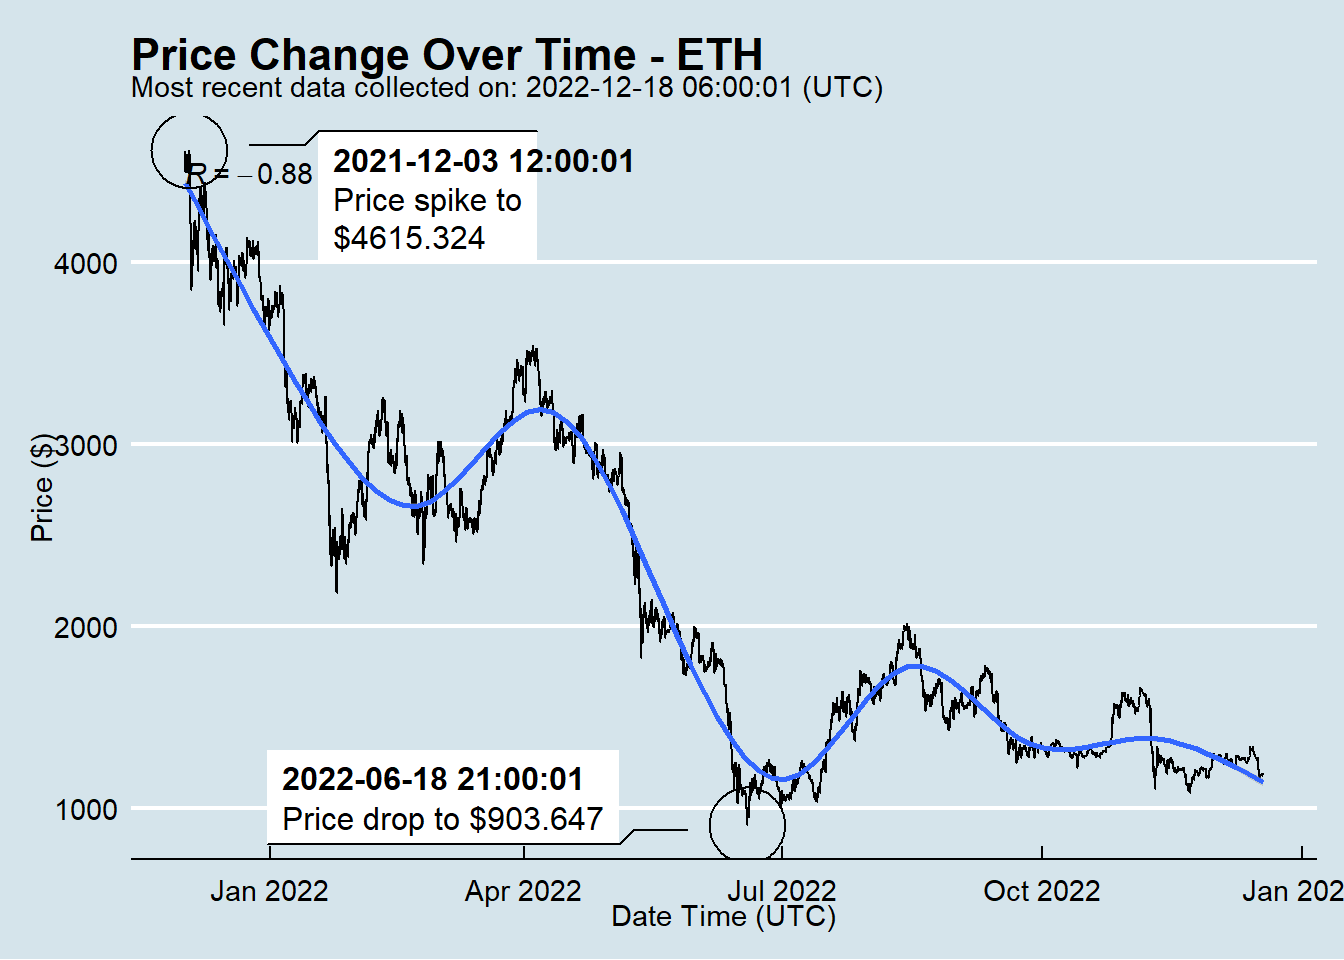 Price Change Over Time - ETH
Most recent data collected on: 2022-12-18 06:00:01 (UTC)
R = −0.88
2021-12-03 12:00:01
Price spike to
$4615.324
4000
3000
2000
1000
Price ($)
2022-06-18 21:00:01
Price drop to $903.647
Jan 2022
Apr 2022
Jul 2022
Oct 2022
Jan 202
Date Time (UTC)